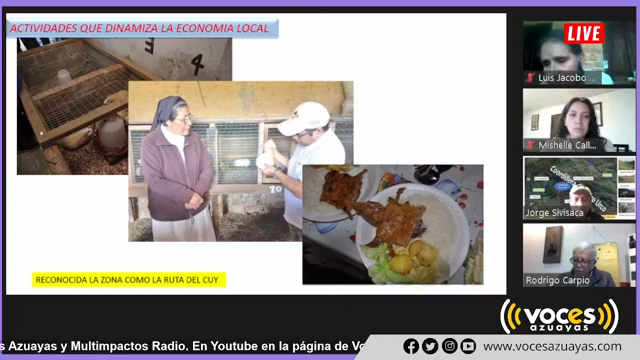 ACTIVIDADES QUE DINAMIZA LA ECONOMIA LOCAL
LIVE
Luis Jacobo ...
Mishelle Call...
Jorge Sivisaca
Rodrigo Carpio
RECONOCIDA LA ZONA COMO LA RUTA DEL CUY
voces
azuayas
s Azuayas y Multimpactos Radio. En Youtube en la página de Vo
www.vocesazuayas.com